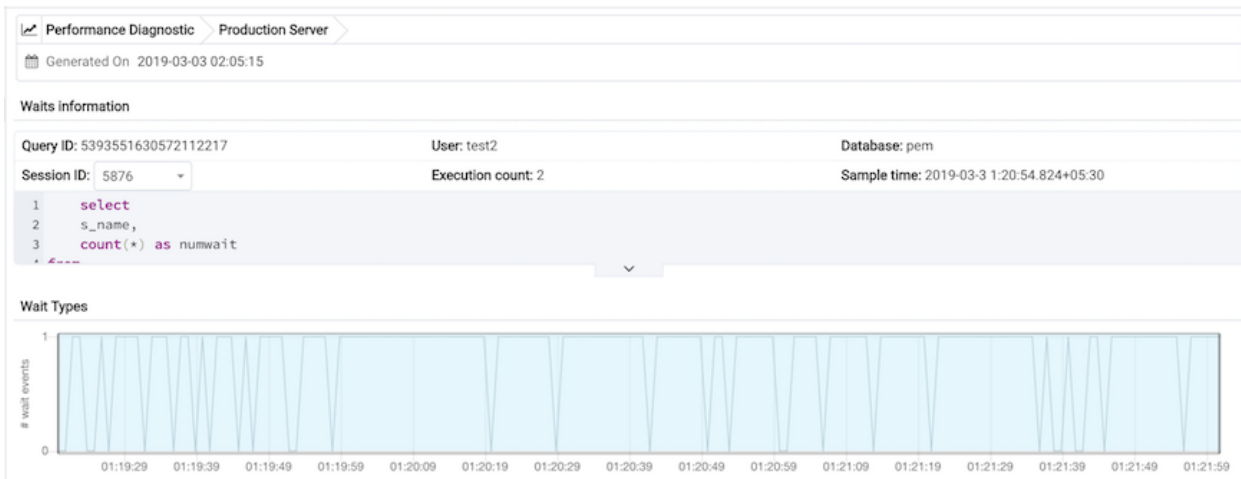 Performance Diagnostic Production Server
Generated On 2019-03-03 02:05:15
Waits information
Query ID: 5393551630572112217 User: test2 Database: pem
Session ID: 5876 Execution count: 2 Sample time: 2019-03-3 1:20:54.824+05:30
1 select
2 s_name,
3 count(*) as numwait
4 from
Wait Types
1
# wait events
0
01:19:29 01:19:39 01:19:49 01:19:59 01:20:09 01:20:19 01:20:29 01:20:39 01:20:49 01:20:59 01:21:09 01:21:19 01:21:29 01:21:39 01:21:49 01:21:59